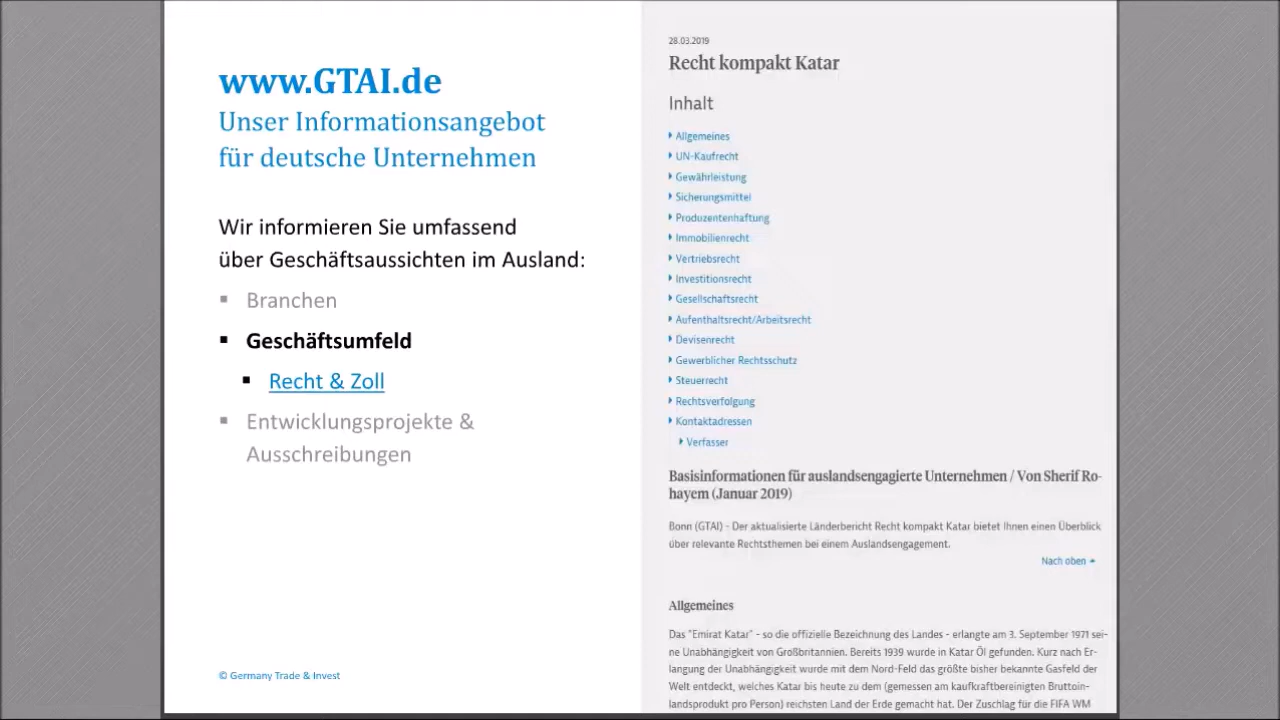 www.GTAI.de
Unser Informationsangebot
für deutsche Unternehmen
Wir informieren Sie umfassend
über Geschäftsaussichten im Ausland:
Branchen
Geschäftsumfeld
Recht & Zoll
Entwicklungsprojekte &
Ausschreibungen
© Germany Trade & Invest
28.03.2019
Recht kompakt Katar
Inhalt
Allgemeines
UN-Kaufrecht
Gewährleistung
Sicherungsmittel
Produzentenhaftung
Immobilienrecht
Vertriebsrecht
Investitionsrecht
Gesellschaftsrecht
Aufenthaltsrecht/Arbeitsrecht
Devisenrecht
Gewerblicher Rechtsschutz
Steuerrecht
Rechtsverfolgung
Kontaktadressen
Verfasser
Basisinformationen für auslandsengagierte Unternehmen / Von Sherif Ro-
hayem (Januar 2019)
Bonn (GTAI) - Der aktualisierte Länderbericht Recht kompakt Katar bietet Ihnen einen Überblick
über relevante Rechtsthemen bei einem Auslandsengagement.
Nach oben
Allgemeines
Das "Emirat Katar" - so die offizielle Bezeichnung des Landes - erlangte am 3. September 1971 sei-
ne Unabhängigkeit von Großbritannien. Bereits 1939 wurde in Katar Öl gefunden. Kurz nach Er-
langung der Unabhängigkeit wurde mit dem Nord-Feld das größte bisher bekannte Gasfeld der
Welt entdeckt, welches Katar bis heute zu dem (gemessen am kaufkraftbereinigten Bruttoin-
landsprodukt pro Person) reichsten Land der Erde gemacht hat. Der Zuschlag für die FIFA WM